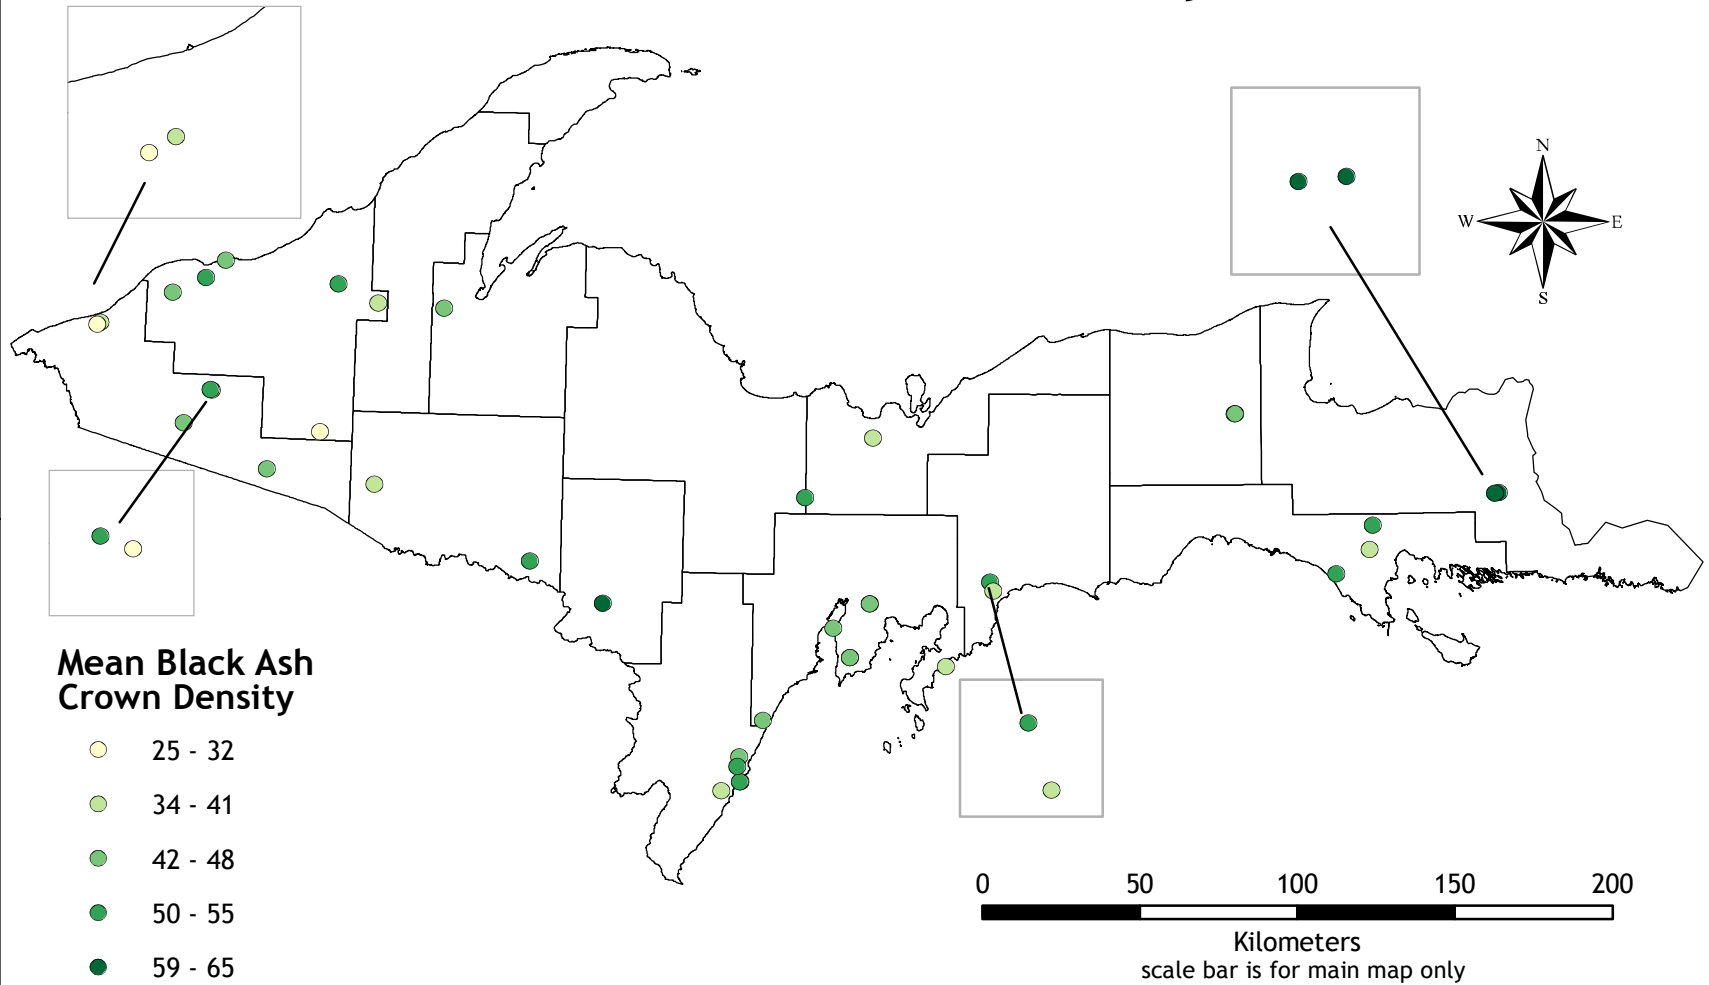 N
W E
S
Mean Black Ash
Crown Density
25 - 32
34 - 41
42 - 48
50 - 55
59 - 65
0 50 100 150 200
Kilometers
scale bar is for main map only